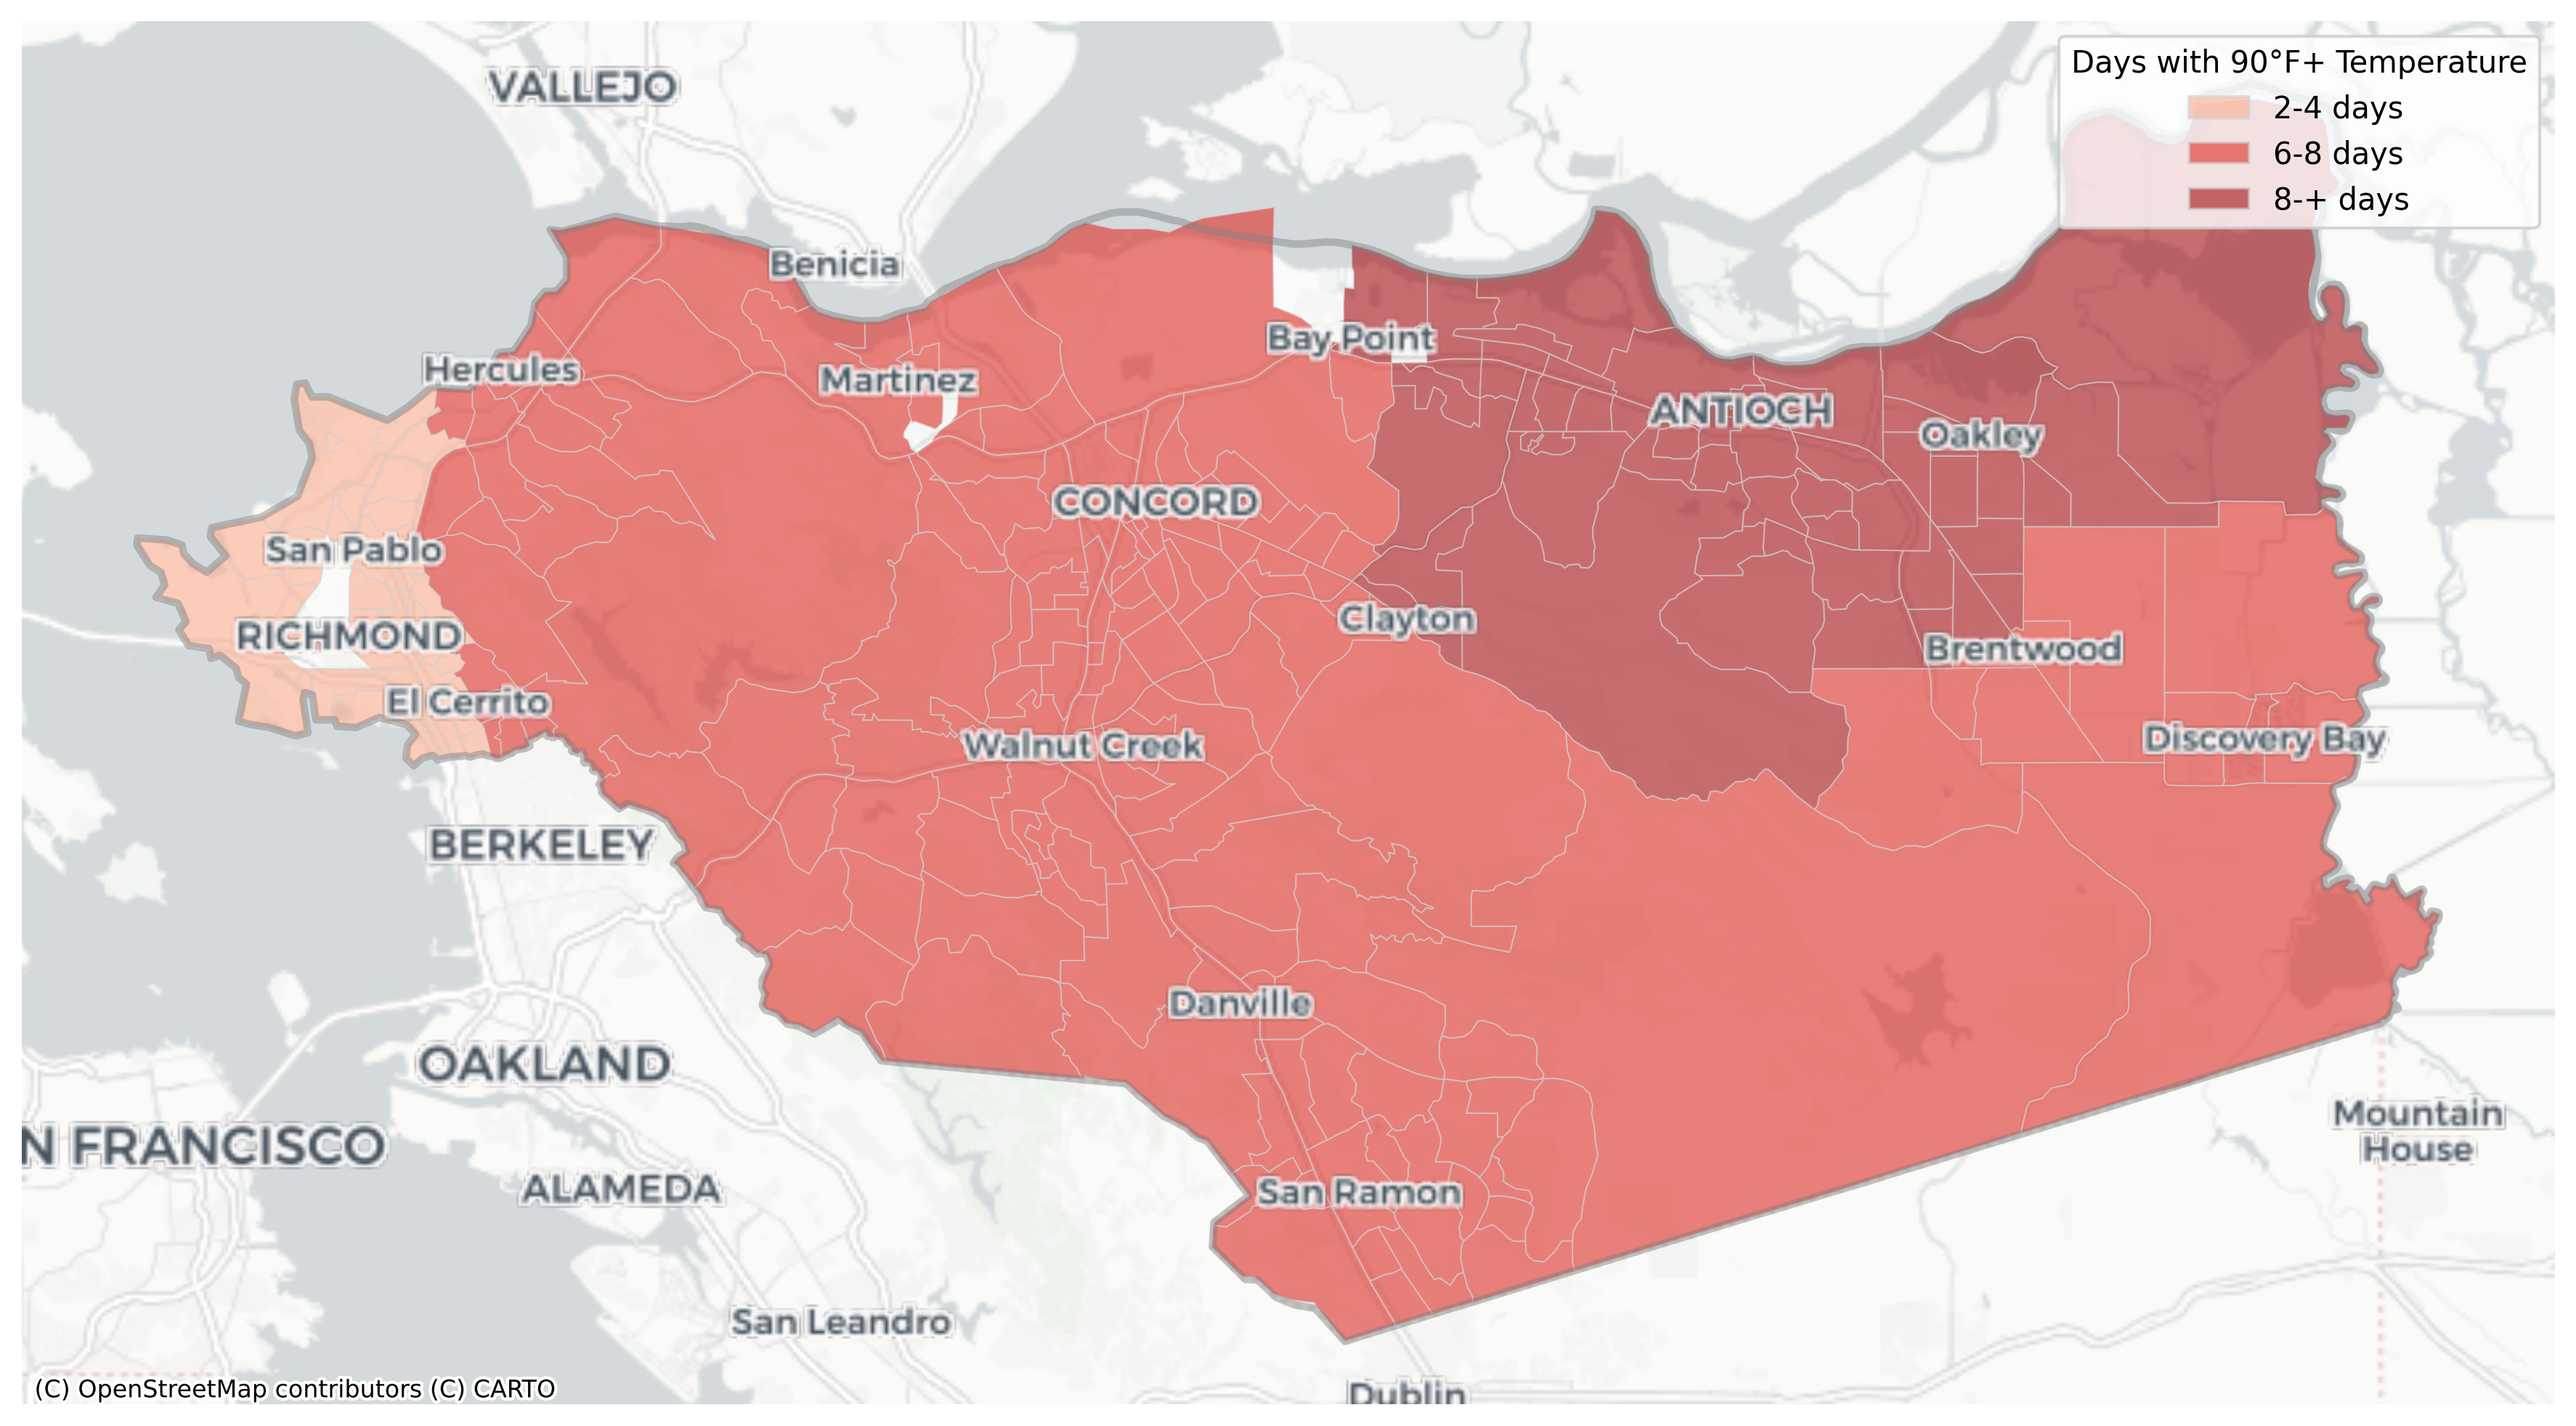 VALLEJO
Days with 90°F+ Temperature
2-4 days
6-8 days
8-+ days
Benicia
Bay Point
Hercules
Martinez
ANTIOCH
Oakley
CONCORD
San Pablo
Clayton
RICHMOND
Brentwood
El Cerrito
Walnut Creek
Discovery Bay
BERKELEY
Danville
OAKLAND
N FRANCISCO
Mountain
House
ALAMEDA
San Ramon
San Leandro
(C) OpenStreetMap contributors (C) CARTO
Dublin